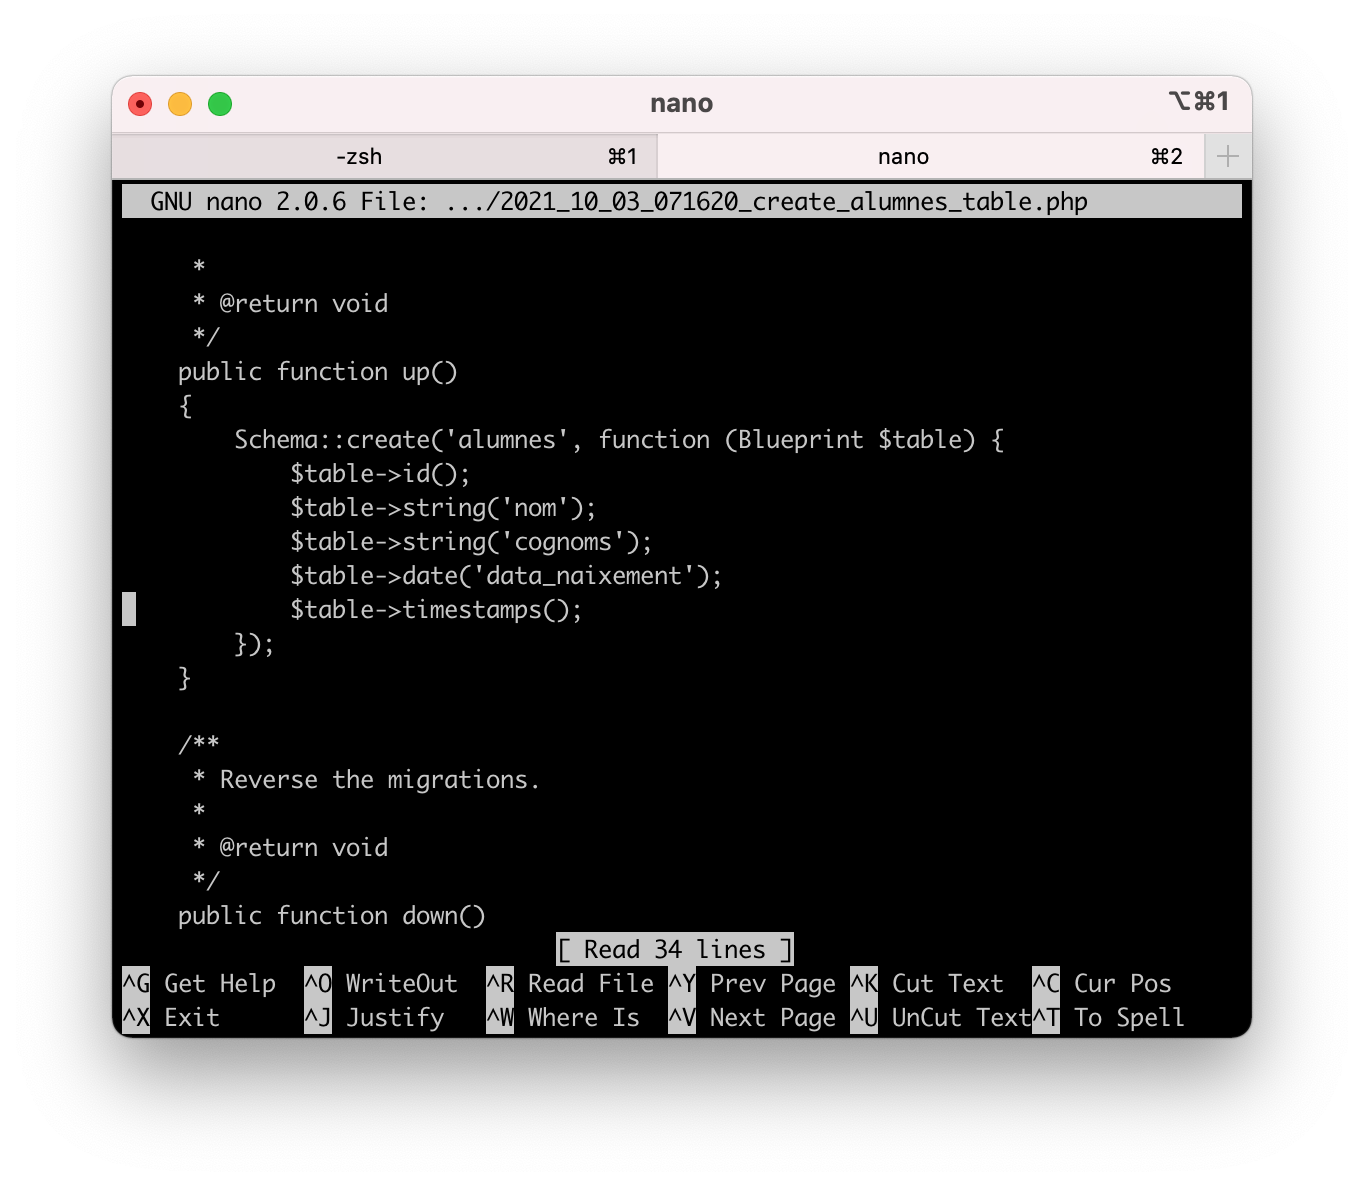 nano ⌥⌘1
-zsh ⌘1 nano ⌘2
GNU nano 2.0.6 File: .../2021_10_03_071620_create_alumnes_table.php
     *
     * @return void
     */
    public function up()
    {
        Schema::create('alumnes', function (Blueprint $table) {
            $table->id();
            $table->string('nom');
            $table->string('cognoms');
            $table->date('data_naixement');
            $table->timestamps();
        });
    }
    /**
     * Reverse the migrations.
     *
     * @return void
     */
    public function down()
[ Read 34 lines ]
^G Get Help ^O WriteOut ^R Read File ^Y Prev Page ^K Cut Text ^C Cur Pos
^X Exit ^J Justify ^W Where Is ^V Next Page ^U UnCut Text ^T To Spell